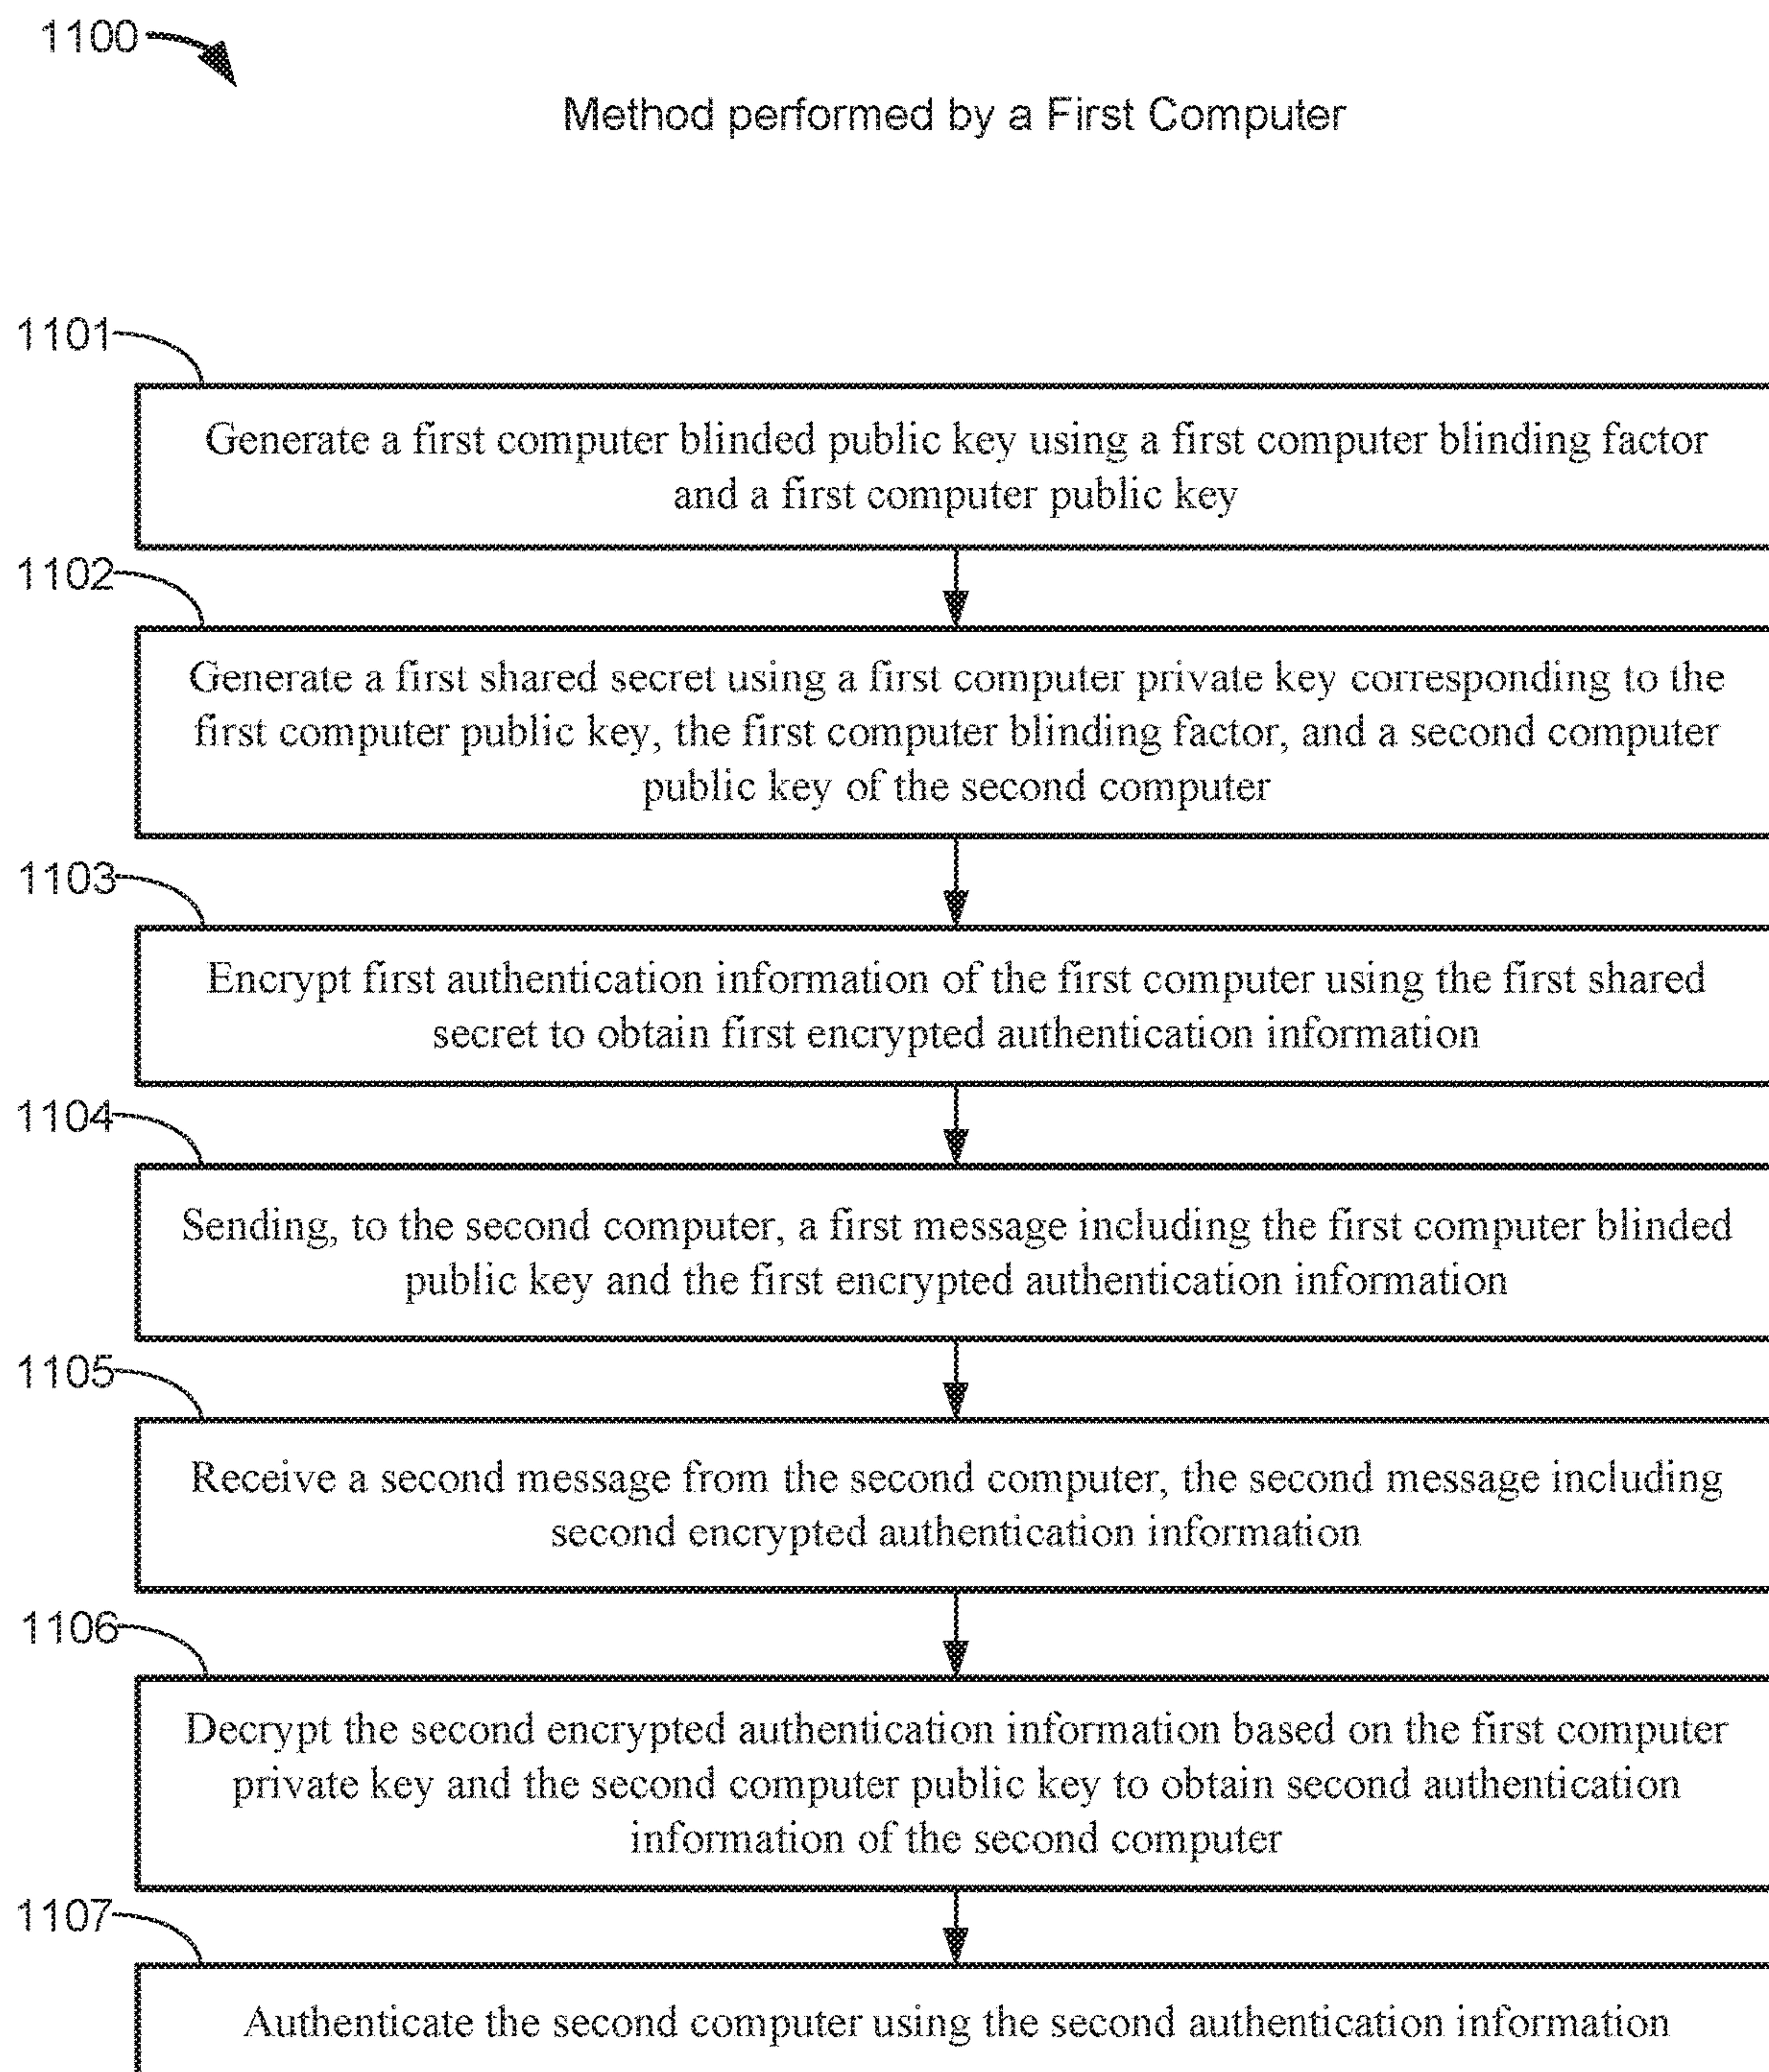 1100
Method performed by a First Computer
1101
Generate a first computer blinded public key using a first computer blinding factor
and a first computer public key
1102
Generate a first shared secret using a first computer private key corresponding to the
first computer public key, the first computer blinding factor, and a second computer
public key of the second computer
1103
Encrypt first authentication information of the first computer using the first shared
secret to obtain first encrypted authentication information
1104
Sending, to the second computer, a first message including the first computer blinded
public key and the first encrypted authentication information
1105
Receive a second message from the second computer, the second message including
second encrypted authentication information
1106
Decrypt the second encrypted authentication information based on the first computer
private key and the second computer public key to obtain second authentication
information of the second computer
1107
Authenticate the second computer using the second authentication information